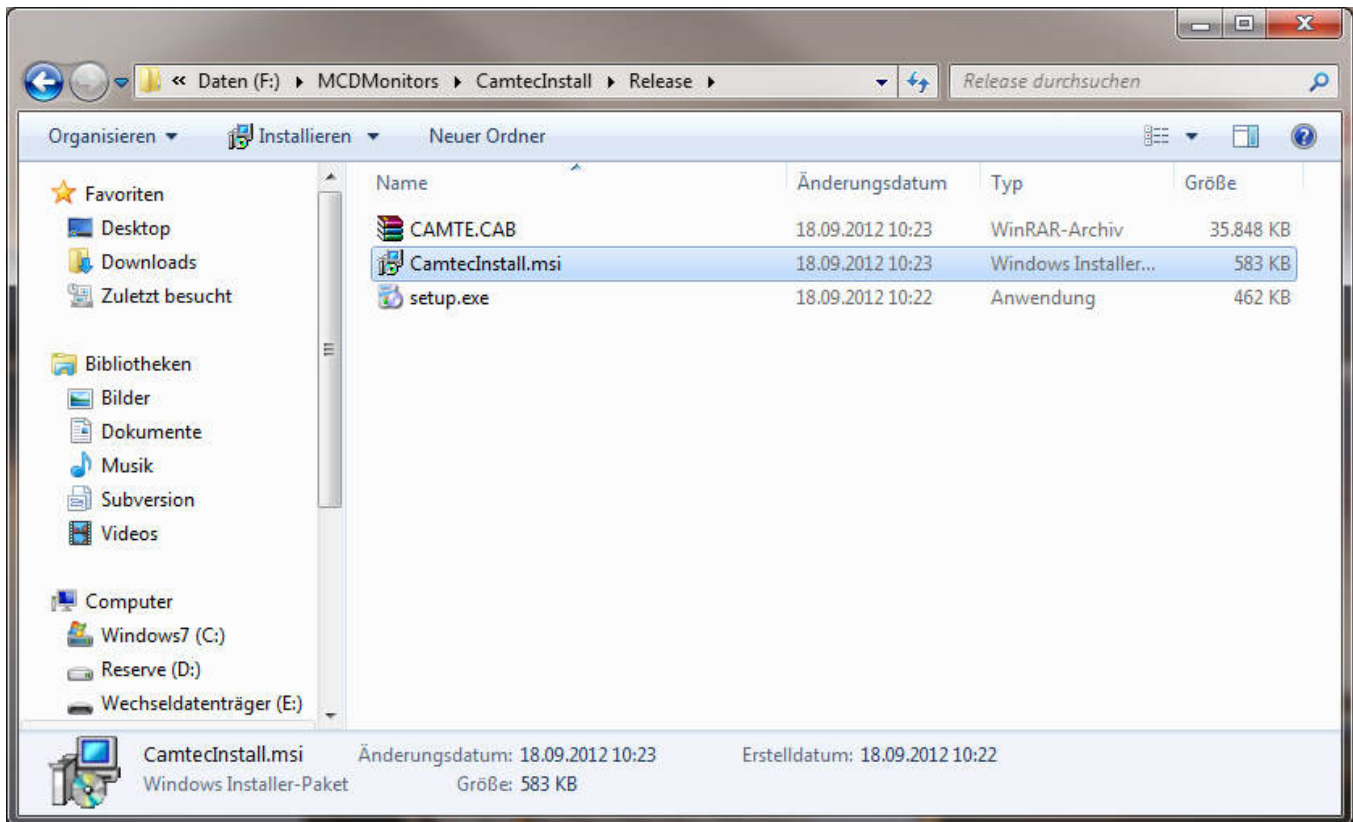 « Daten (F:) ▸ MCDMonitors ▸ CamtecInstall ▸ Release ▸ Release durchsuchen
Organisieren Installieren Neuer Ordner
Name Änderungsdatum Typ Größe
CAMTE.CAB 18.09.2012 10:23 WinRAR-Archiv 35.848 KB
CamtecInstall.msi 18.09.2012 10:23 Windows Installer... 583 KB
setup.exe 18.09.2012 10:22 Anwendung 462 KB
Favoriten
Desktop
Downloads
Zuletzt besucht
Bibliotheken
Bilder
Dokumente
Musik
Subversion
Videos
Computer
Windows7 (C:)
Reserve (D:)
Wechseldatenträger (E:)
CamtecInstall.msi Änderungsdatum: 18.09.2012 10:23 Erstelldatum: 18.09.2012 10:22
Windows Installer-Paket Größe: 583 KB